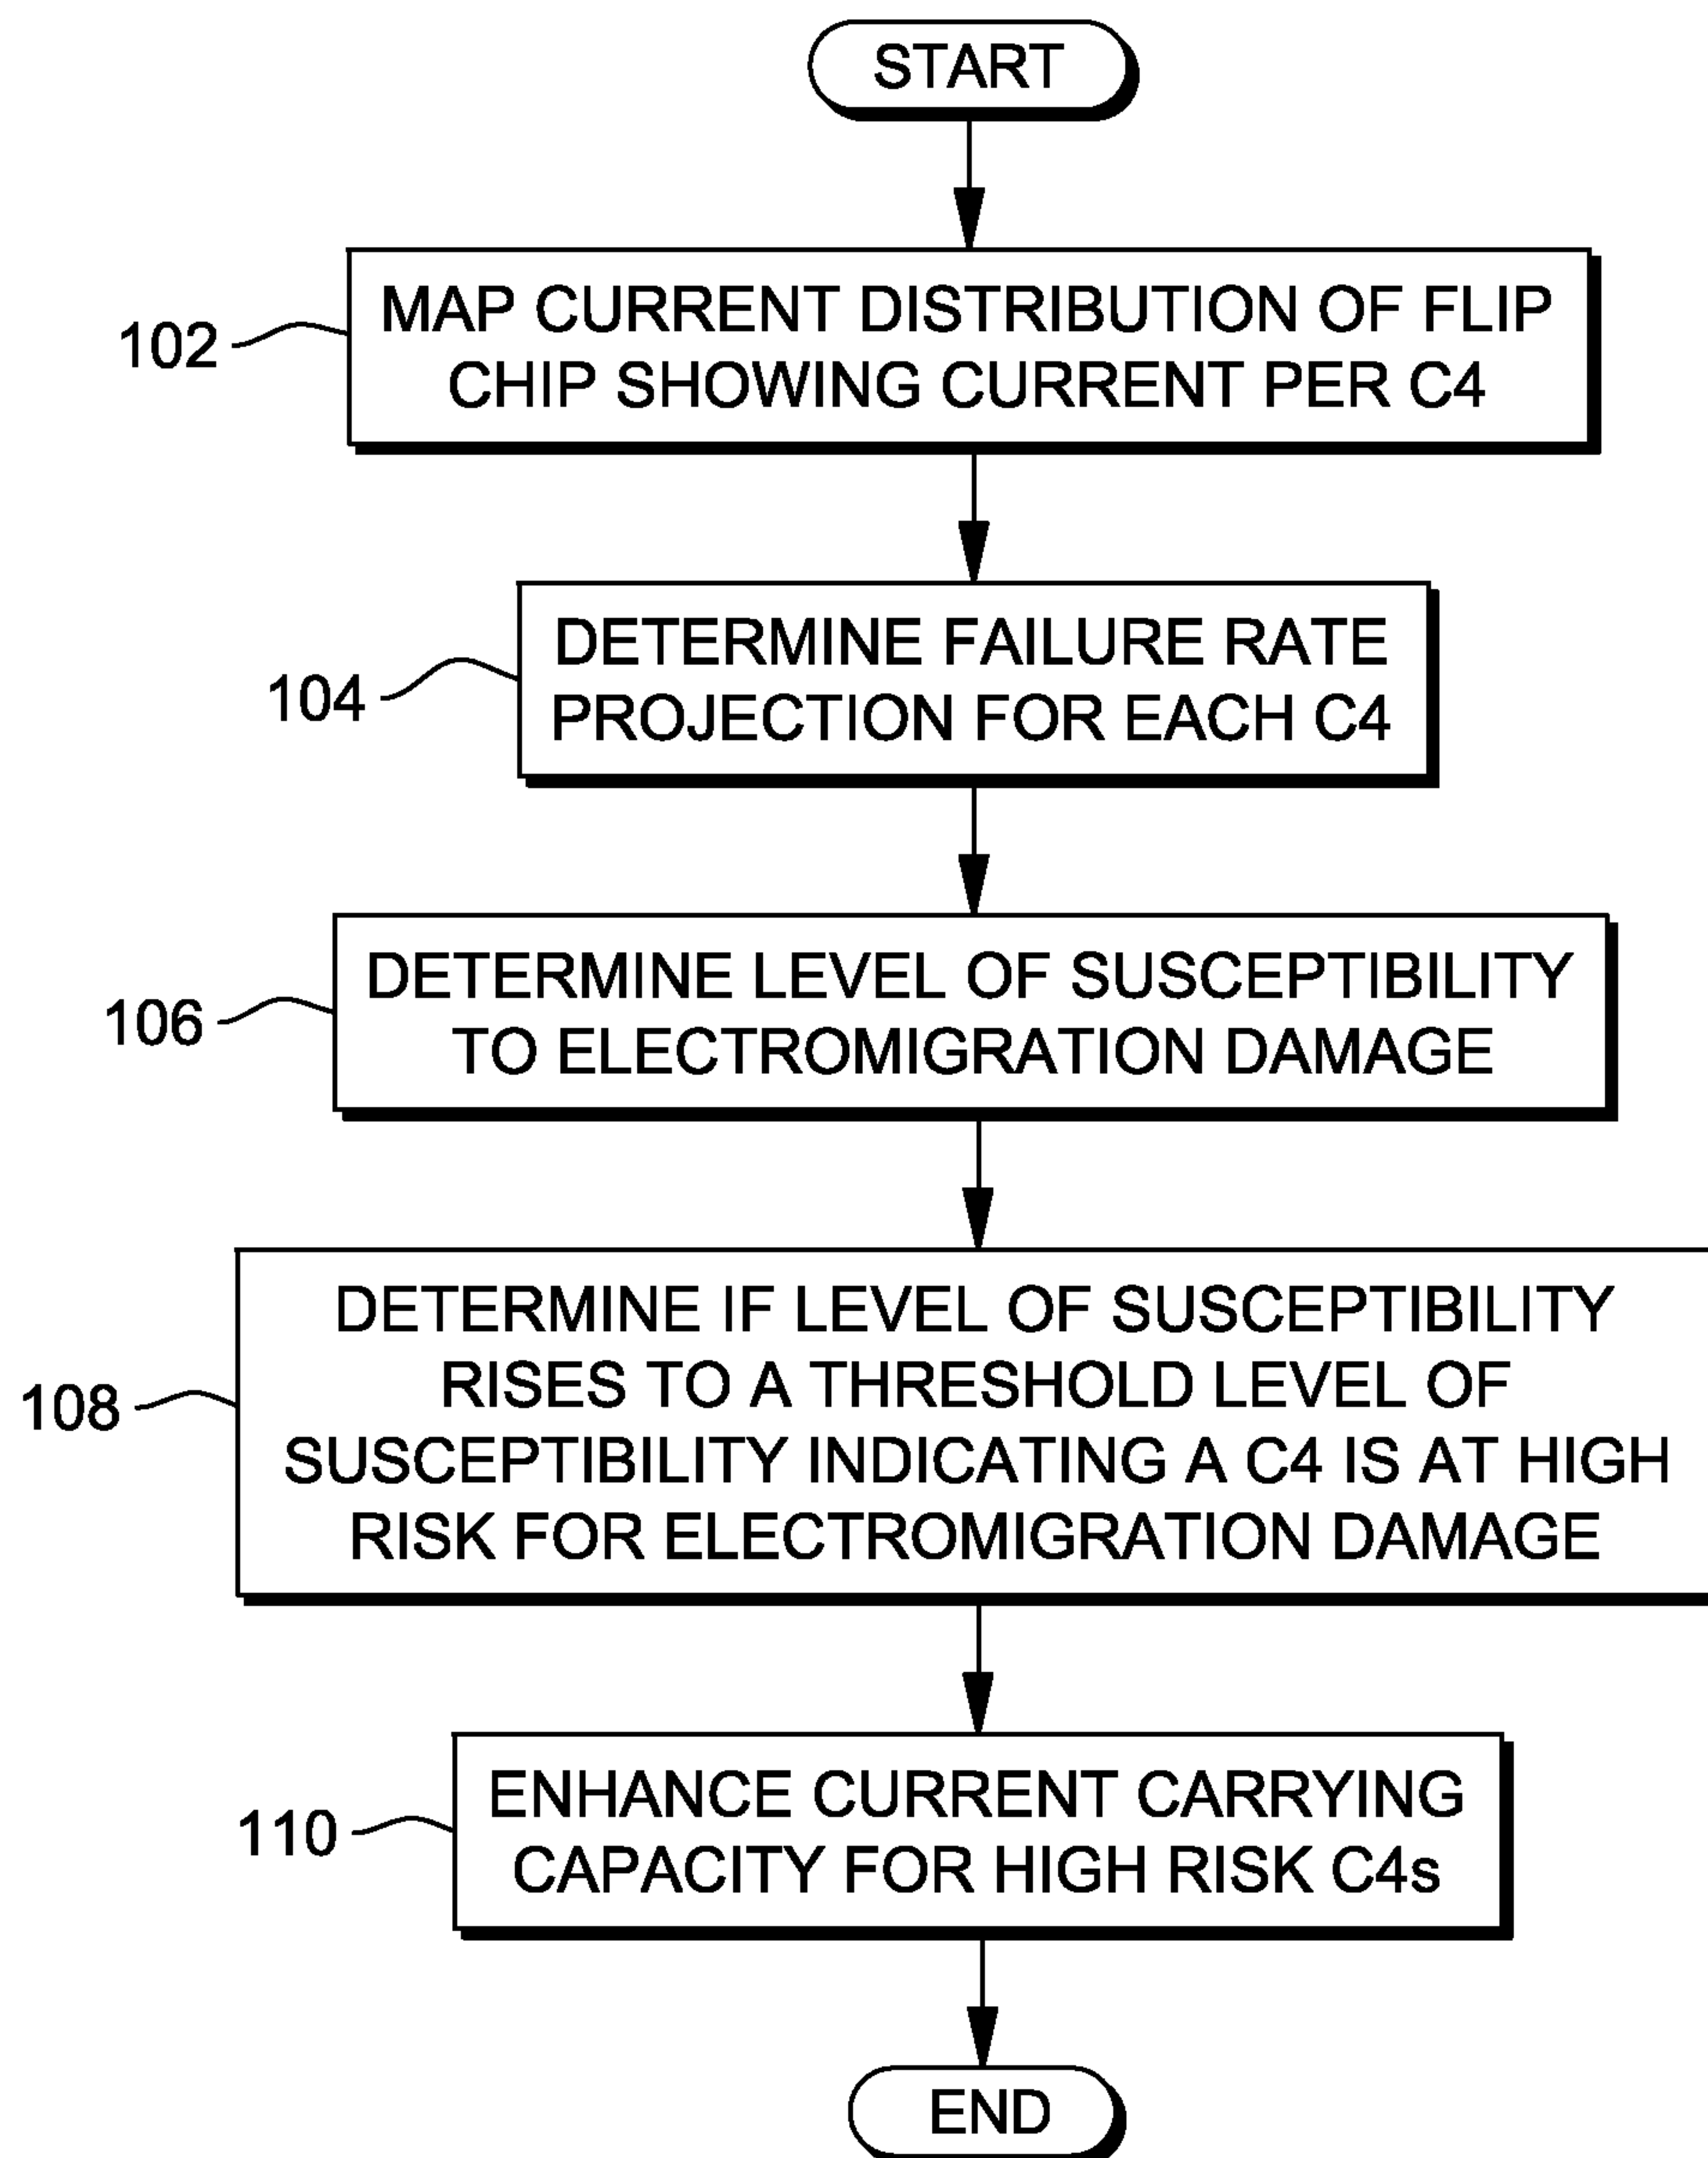 START
102
MAP CURRENT DISTRIBUTION OF FLIP
CHIP SHOWING CURRENT PER C4
104
DETERMINE FAILURE RATE
PROJECTION FOR EACH C4
106
DETERMINE LEVEL OF SUSCEPTIBILITY
TO ELECTROMIGRATION DAMAGE
108
DETERMINE IF LEVEL OF SUSCEPTIBILITY
RISES TO A THRESHOLD LEVEL OF
SUSCEPTIBILITY INDICATING A C4 IS AT HIGH
RISK FOR ELECTROMIGRATION DAMAGE
110
ENHANCE CURRENT CARRYING
CAPACITY FOR HIGH RISK C4s
END